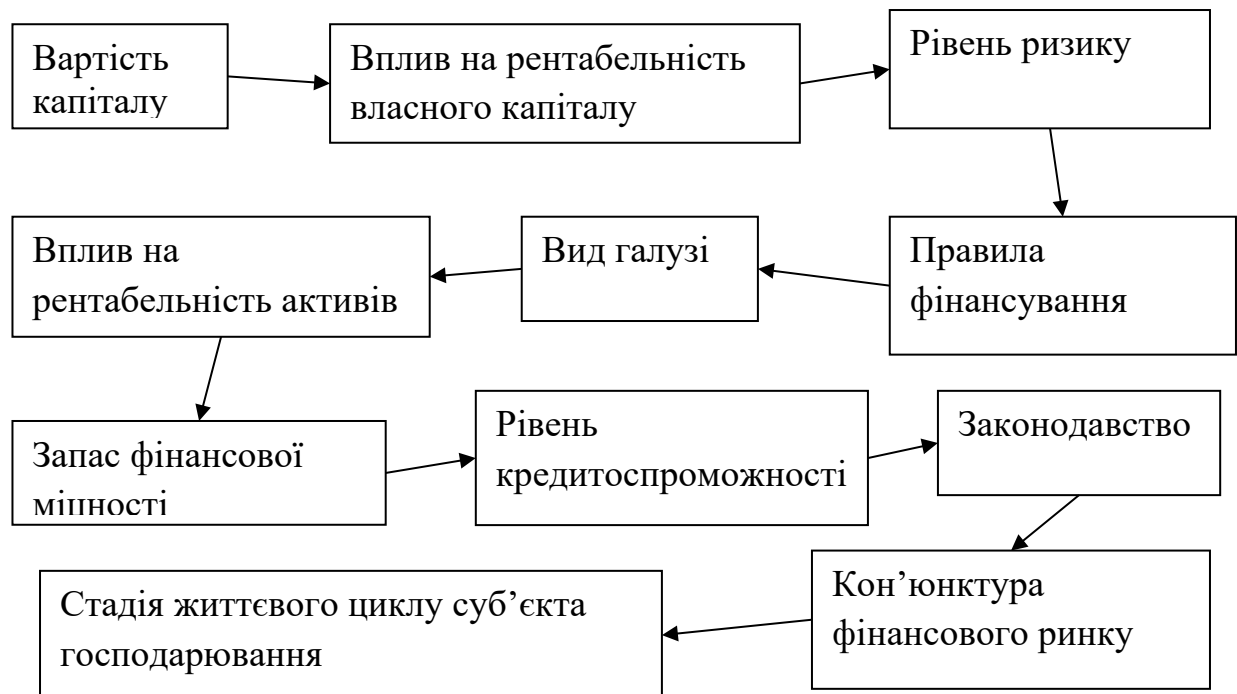 Вартість
капіталу
Вплив на рентабельність
власного капіталу
Рівень ризику
Правила
фінансування
Вид галузі
Вплив на
рентабельність активів
Запас фінансової
міцності
Рівень
кредитоспроможності
Законодавство
Кон’юнктура
фінансового ринку
Стадія життєвого циклу суб’єкта
господарювання